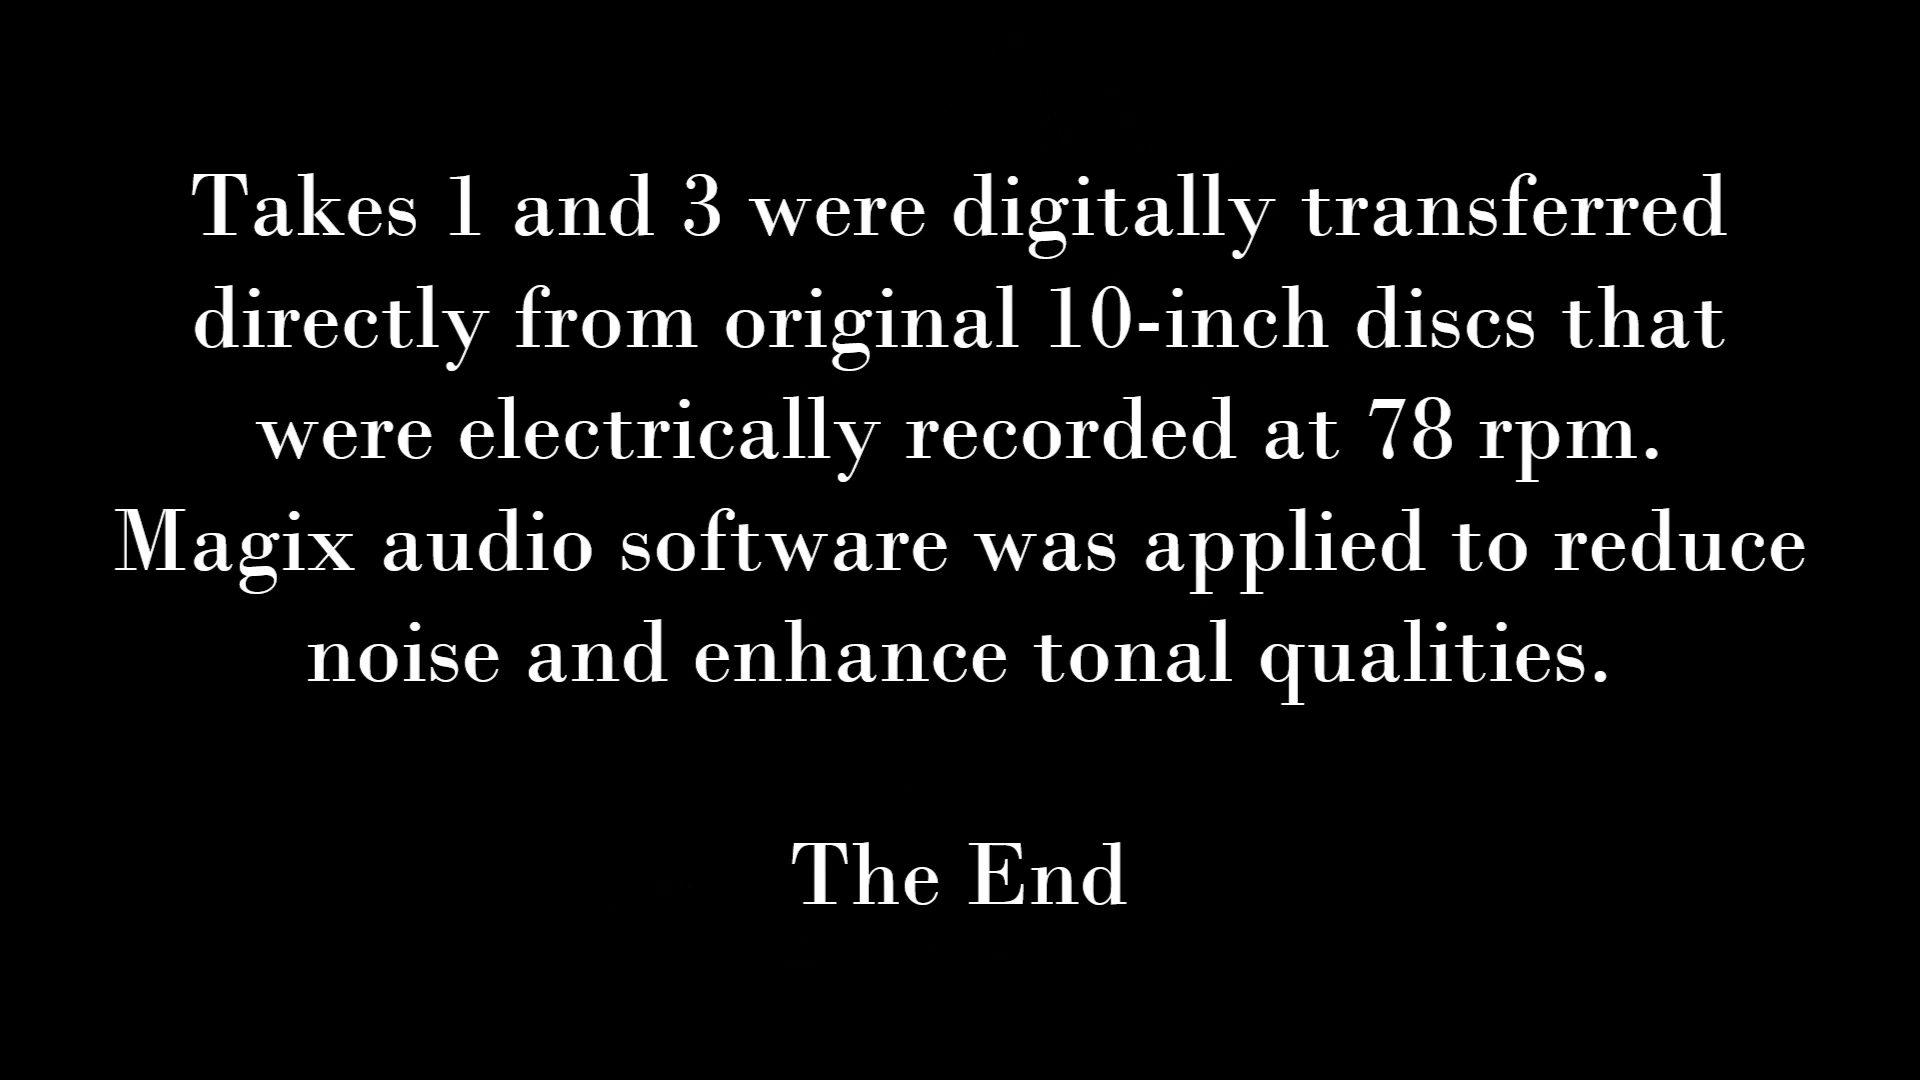 Takes 1 and 3 were digitally transferred
directly from original 10-inch discs that
were electrically recorded at 78 rpm.
Magix audio software was applied to reduce
noise and enhance tonal qualities.
The End